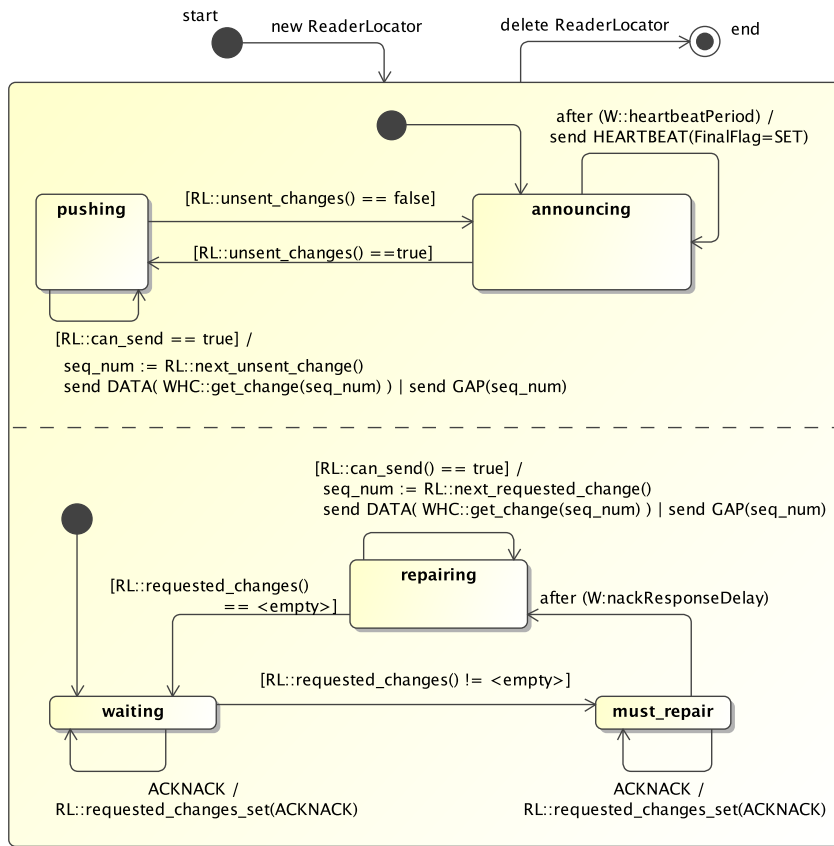 start
new ReaderLocator
delete ReaderLocator
end
after (W::heartbeatPeriod) /
send HEARTBEAT(FinalFlag=SET)
pushing
[RL::unsent_changes() == false]
announcing
[RL::unsent_changes() ==true]
[RL::can_send == true] /
seq_num := RL::next_unsent_change()
send DATA( WHC::get_change(seq_num) ) | send GAP(seq_num)
[RL::can_send() == true] /
seq_num := RL::next_requested_change()
send DATA( WHC::get_change(seq_num) ) | send GAP(seq_num)
repairing
[RL::requested_changes()
== <empty>]
after (W:nackResponseDelay)
[RL::requested_changes() != <empty>]
waiting
must_repair
ACKNACK /
RL::requested_changes_set(ACKNACK)
ACKNACK /
RL::requested_changes_set(ACKNACK)